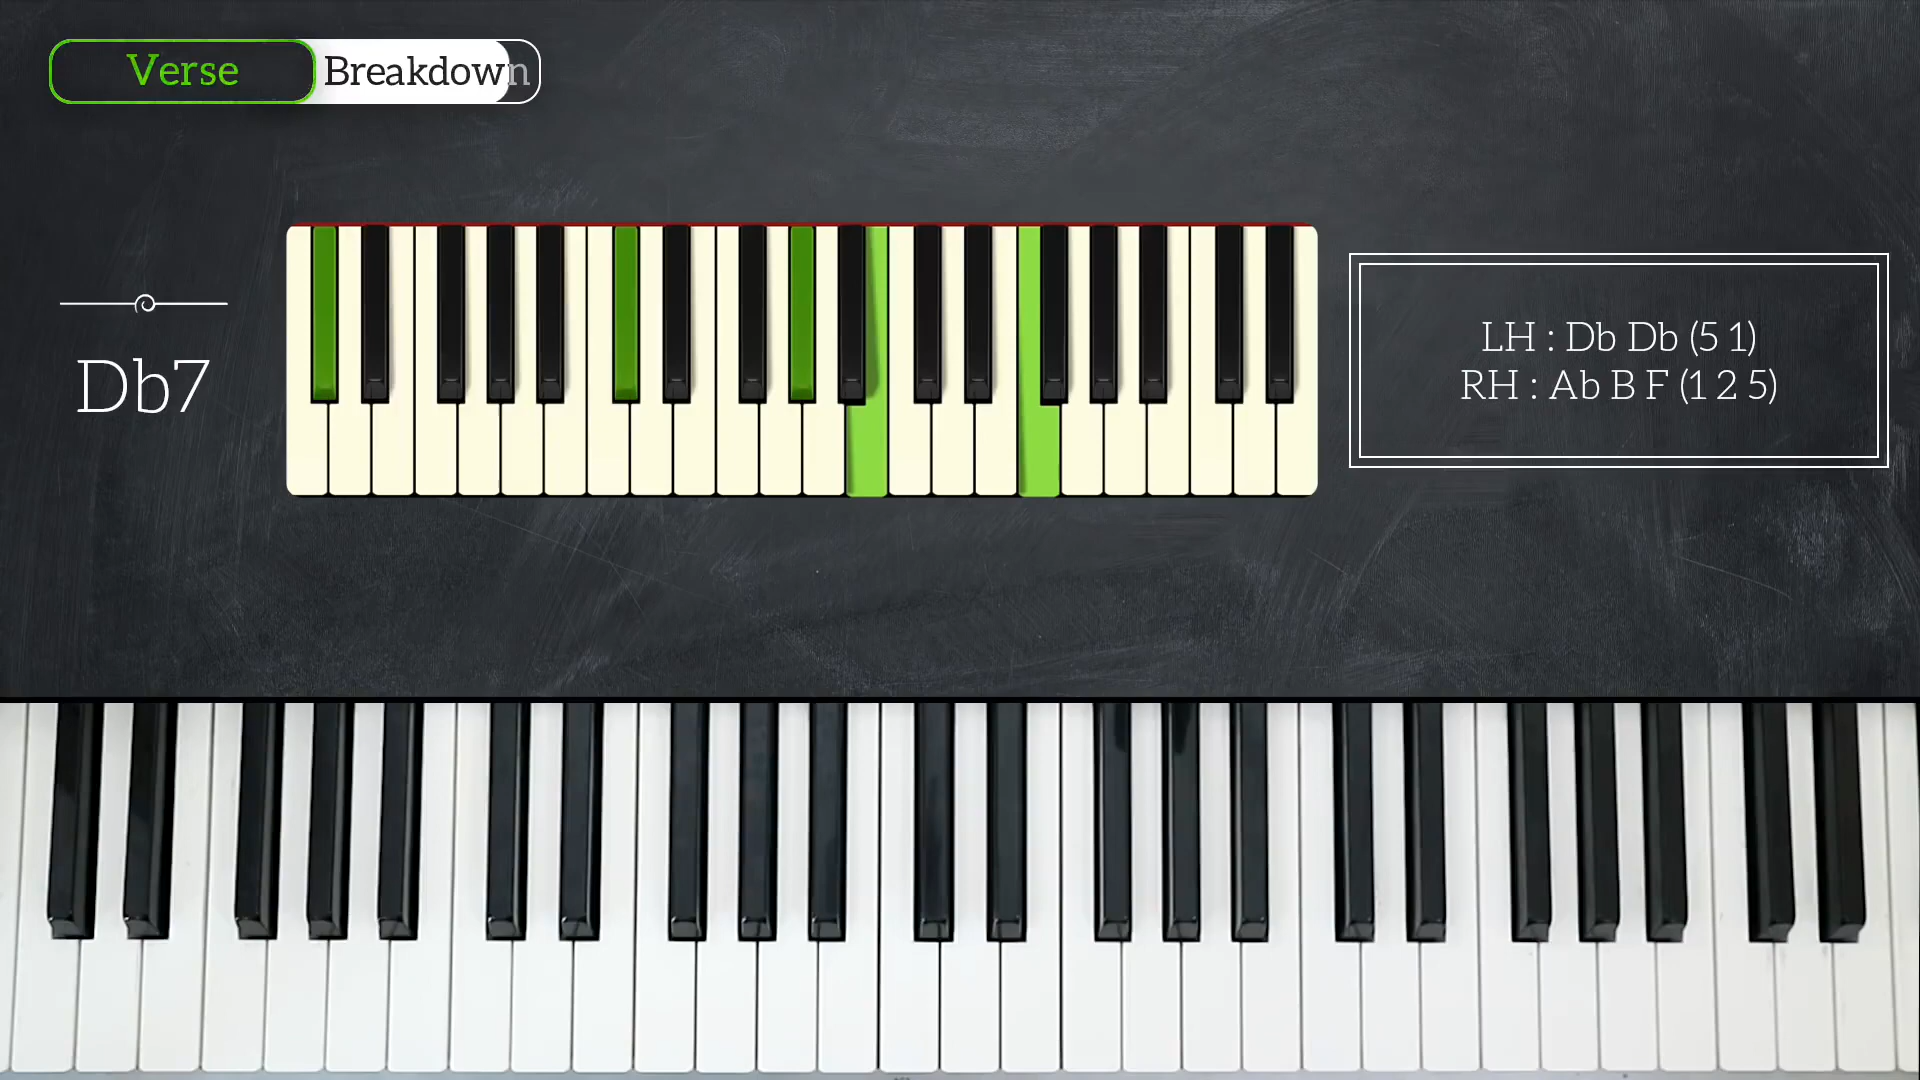 Verse Breakdown
Db7
LH : Db Db (5 1)
RH : Ab B F (1 2 5)